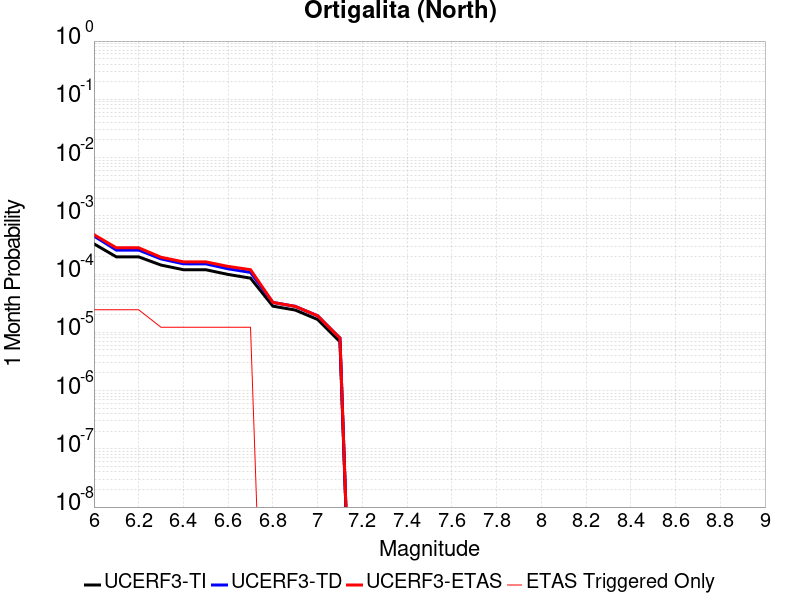 Ortigalita (North)
1 Month Probability
10^0
10^-1
10^-2
10^-3
10^-4
10^-5
10^-6
10^-7
10^-8
6 6.2 6.4 6.6 6.8 7 7.2 7.4 7.6 7.8 8 8.2 8.4 8.6 8.8 9
Magnitude
UCERF3-TI UCERF3-TD UCERF3-ETAS ETAS Triggered Only